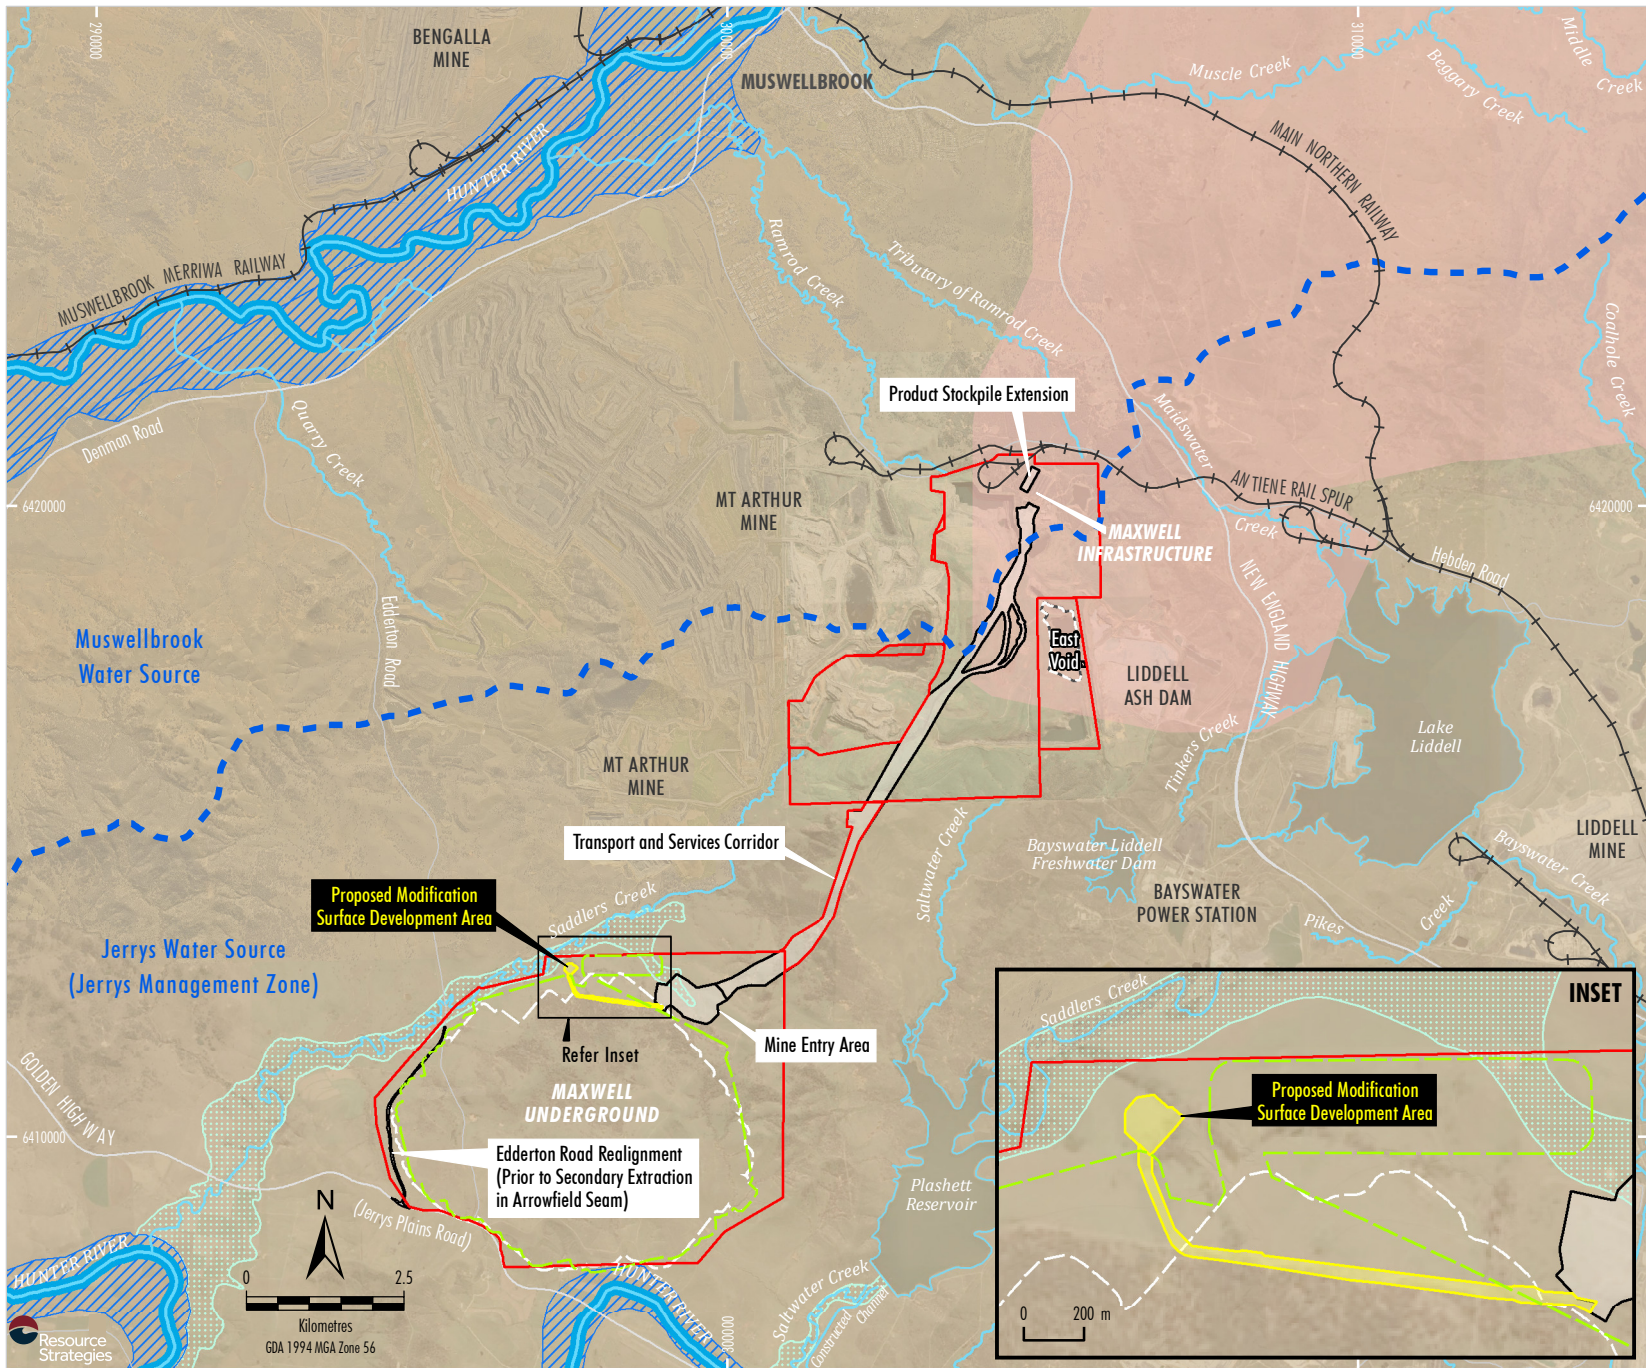 290000
300000
310000
BENGALLA
MINE
MUSWELLBROOK
Muscle Creek
Beggary Creek
Middle
Creek
HUNTER RIVER
MAIN NORTHERN RAILWAY
MUSWELLBROOK MERRIWA RAILWAY
Ramrod Creek
Tributary of Ramrod Creek
Coalhole Creek
Product Stockpile Extension
Denman Road
Quarry Creek
Maidswater
Creek
6420000
6420000
MT ARTHUR
MINE
ANTIENE RAIL SPUR
MAXWELL
INFRASTRUCTURE
Hebden Road
NEW ENGLAND HIGHWAY
Edderton Road
Muswellbrook
Water Source
East
Void
LIDDELL
ASH DAM
Lake
Liddell
Tinkers Creek
MT ARTHUR
MINE
Transport and Services Corridor
Saltwater Creek
Bayswater Liddell
Freshwater Dam
LIDDELL
MINE
Bayswater Creek
BAYSWATER
POWER STATION
Pikes
Creek
Proposed Modification
Surface Development Area
Saddlers Creek
Jerrys Water Source
(Jerrys Management Zone)
Mine Entry Area
Refer Inset
MAXWELL
UNDERGROUND
GOLDEN HIGHWAY
6410000
Edderton Road Realignment
(Prior to Secondary Extraction
in Arrowfield Seam)
(Jerrys Plains Road)
Plashett
Reservoir
HUNTER RIVER
HUNTER RIVER
Saltwater Creek
Constructed
Channel
300000
N
0
2.5
Kilometres
GDA 1994 MGA Zone 56
Resource
Strategies
INSET
Saddlers Creek
Proposed Modification
Surface Development Area
0
200 m